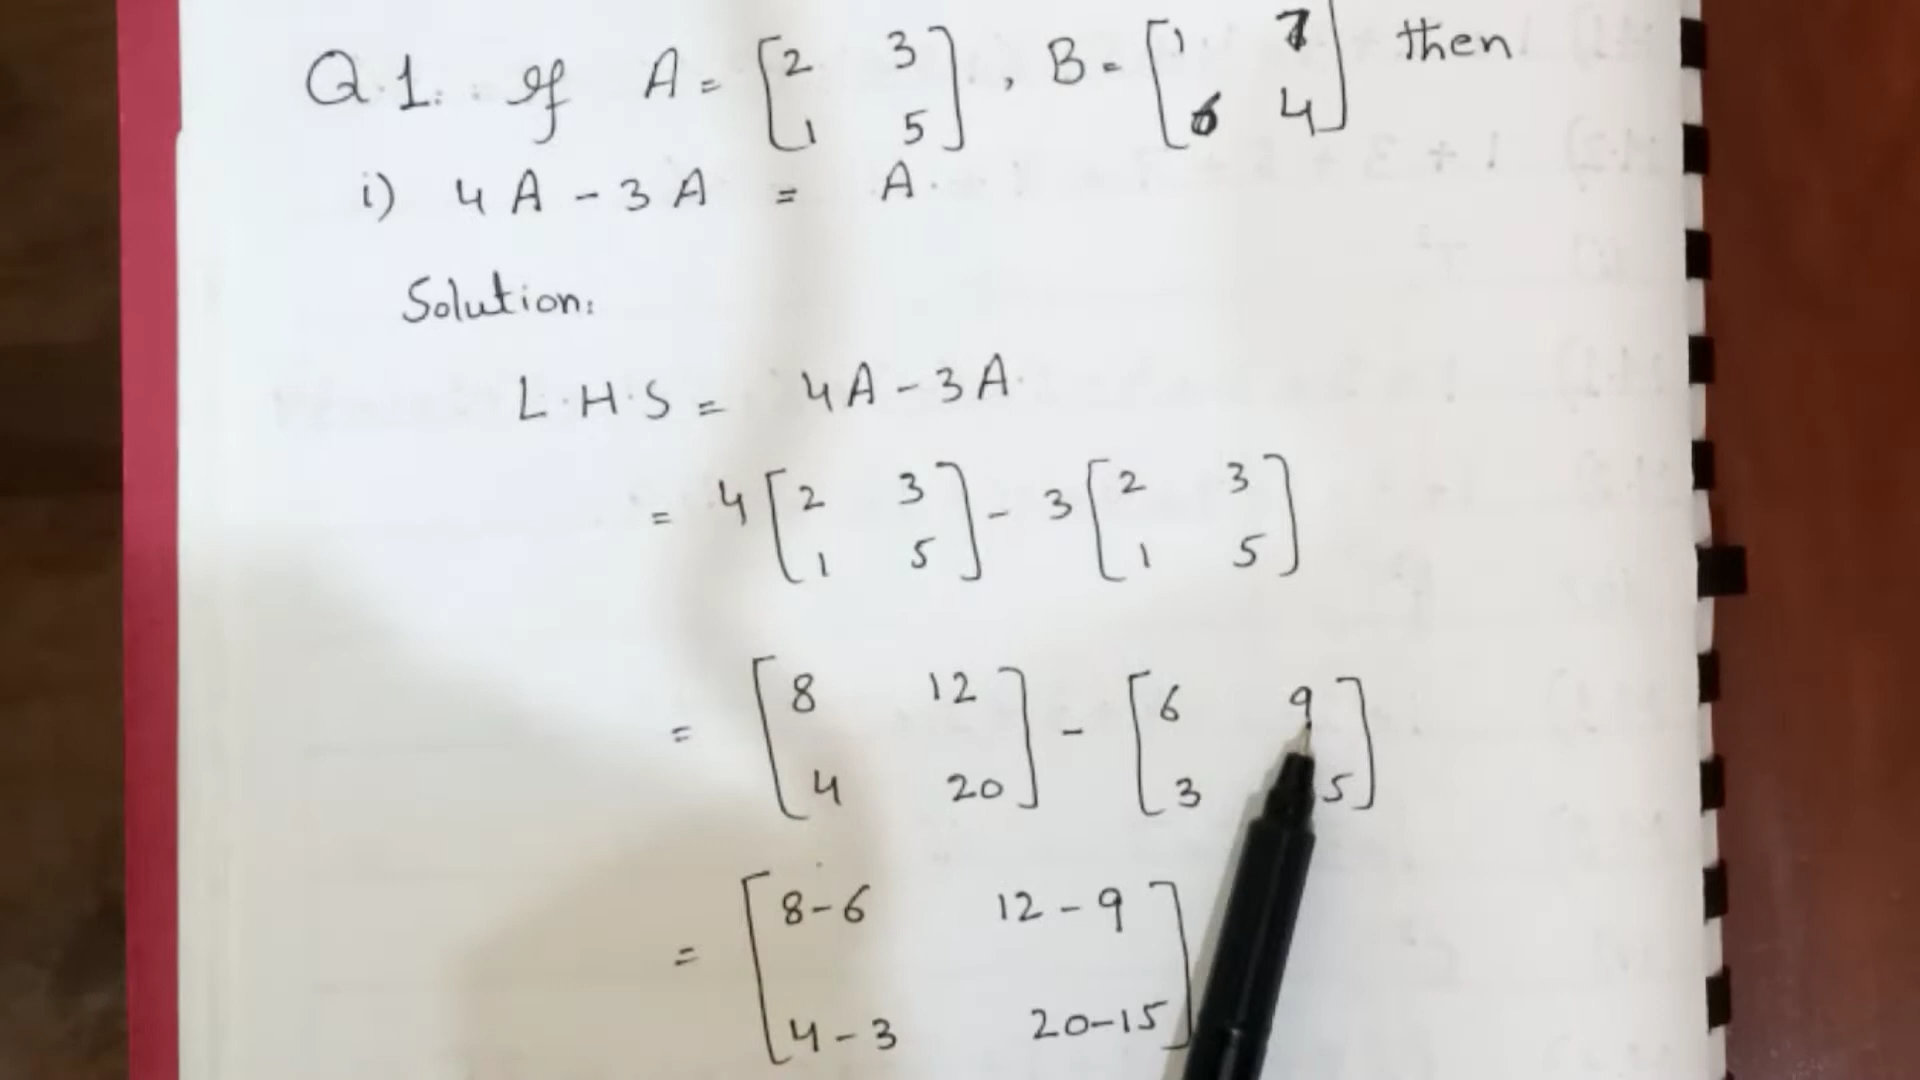 Q.1. If A = [2 3 1 5], B = [1 7 6 4] then
i) 4A - 3A = A.
Solution:
L.H.S = 4A - 3A.
= 4[2 3 1 5] - 3[2 3 1 5]
= [8 12 4 20] - [6 9 3 5]
= [8-6 12-9 4-3 20-15]